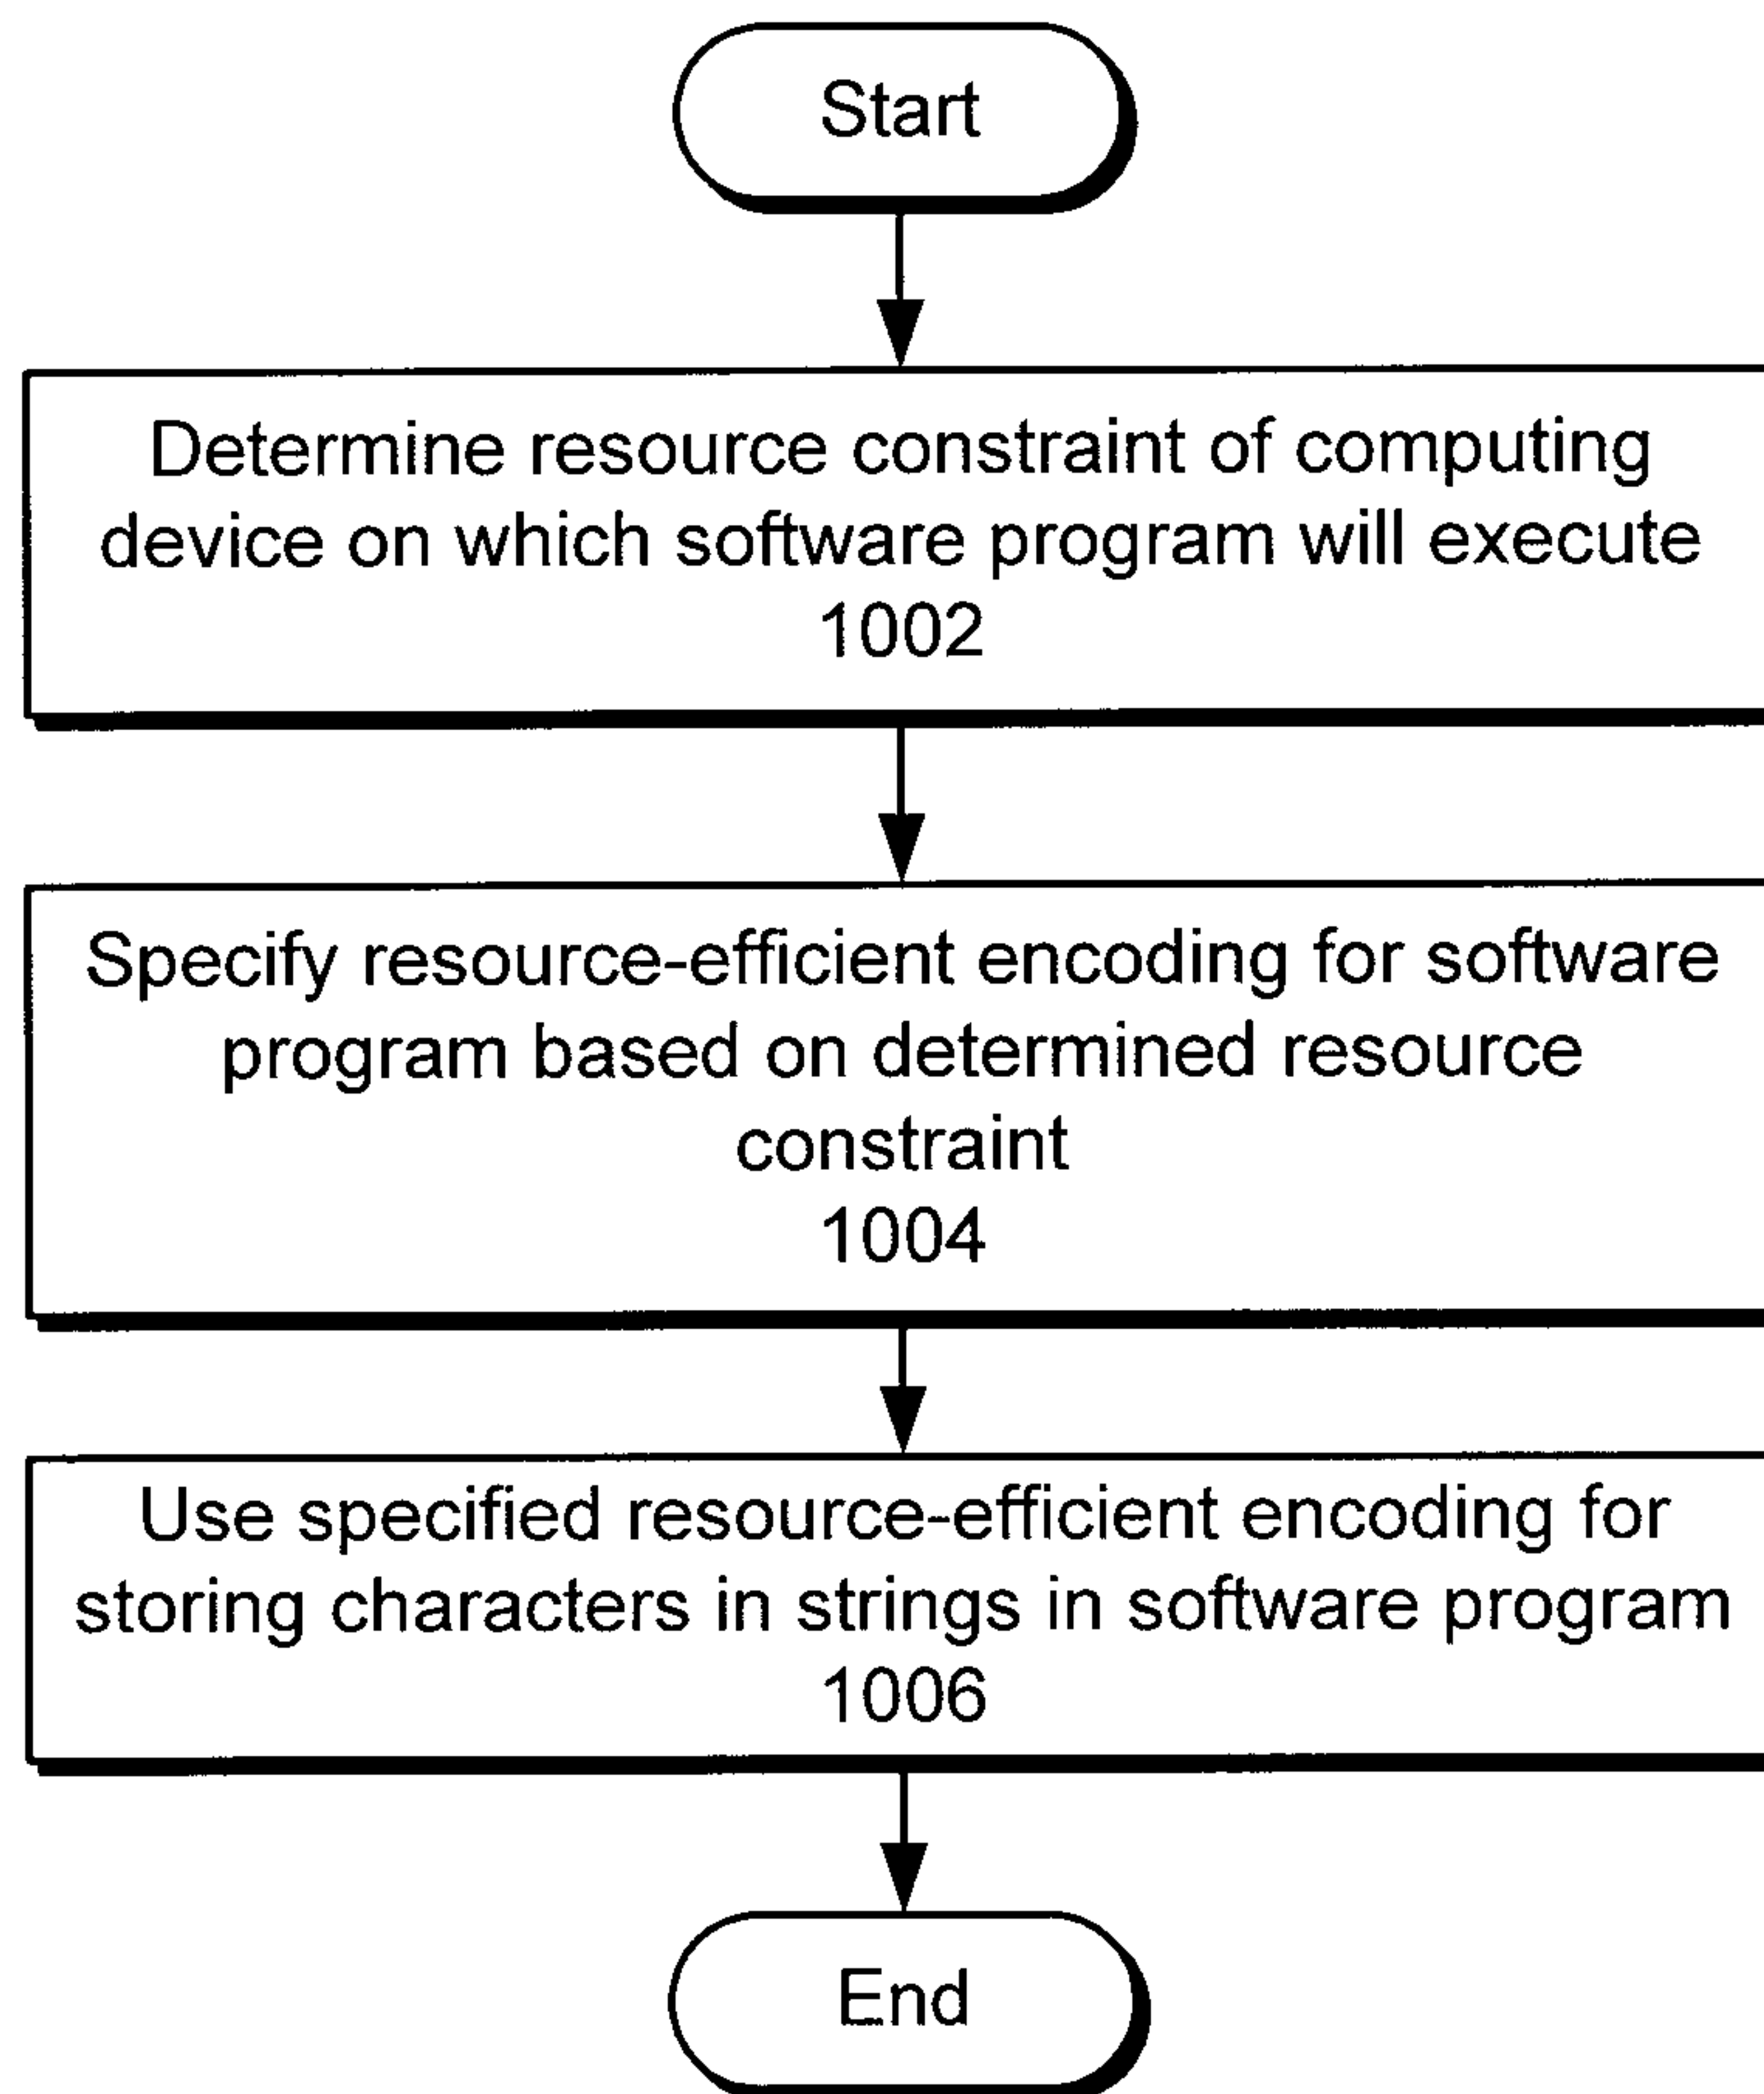 Start
Determine resource constraint of computing
device on which software program will execute
1002
Specify resource-efficient encoding for software
program based on determined resource
constraint
1004
Use specified resource-efficient encoding for
storing characters in strings in software program
1006
End